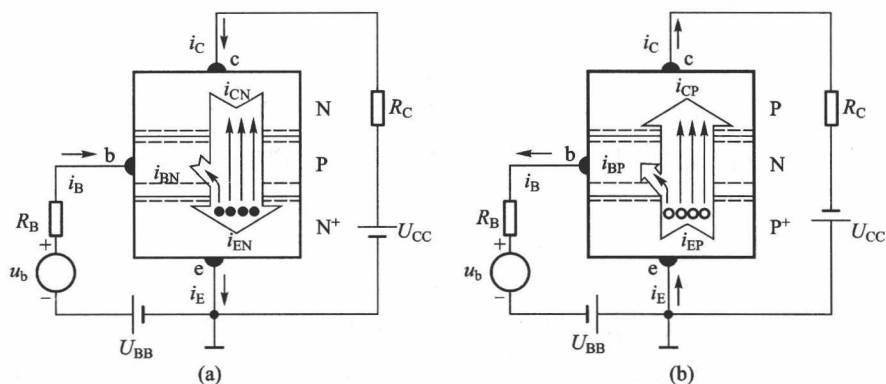 i_C
c
i_CN
N
R_C
b
i_B
i_BN
P
R_B
+
u_b
−
i_EN
N⁺
U_CC
e
i_E
U_BB
(a)
i_C
c
i_CP
P
R_C
b
i_B
i_BP
N
R_B
+
u_b
−
i_EP
P⁺
U_CC
e
i_E
U_BB
(b)